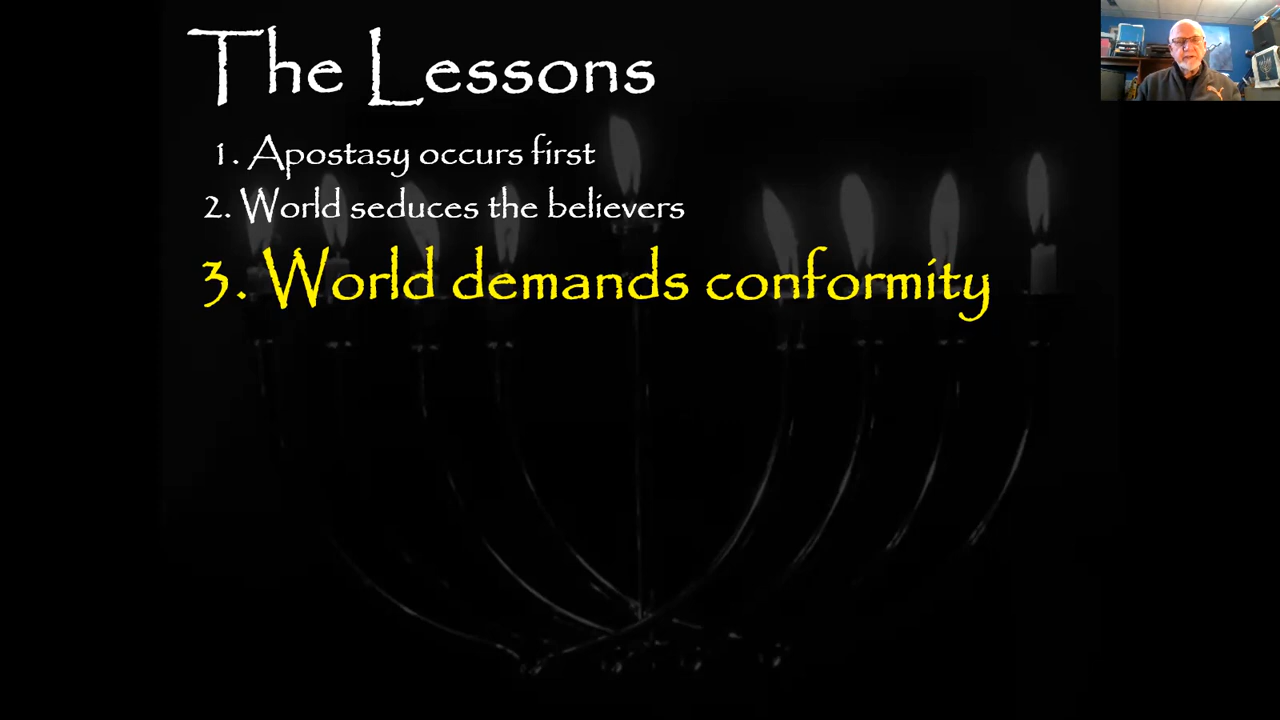 The Lessons
1. Apostasy occurs first
2. World seduces the believers
3. World demands conformity